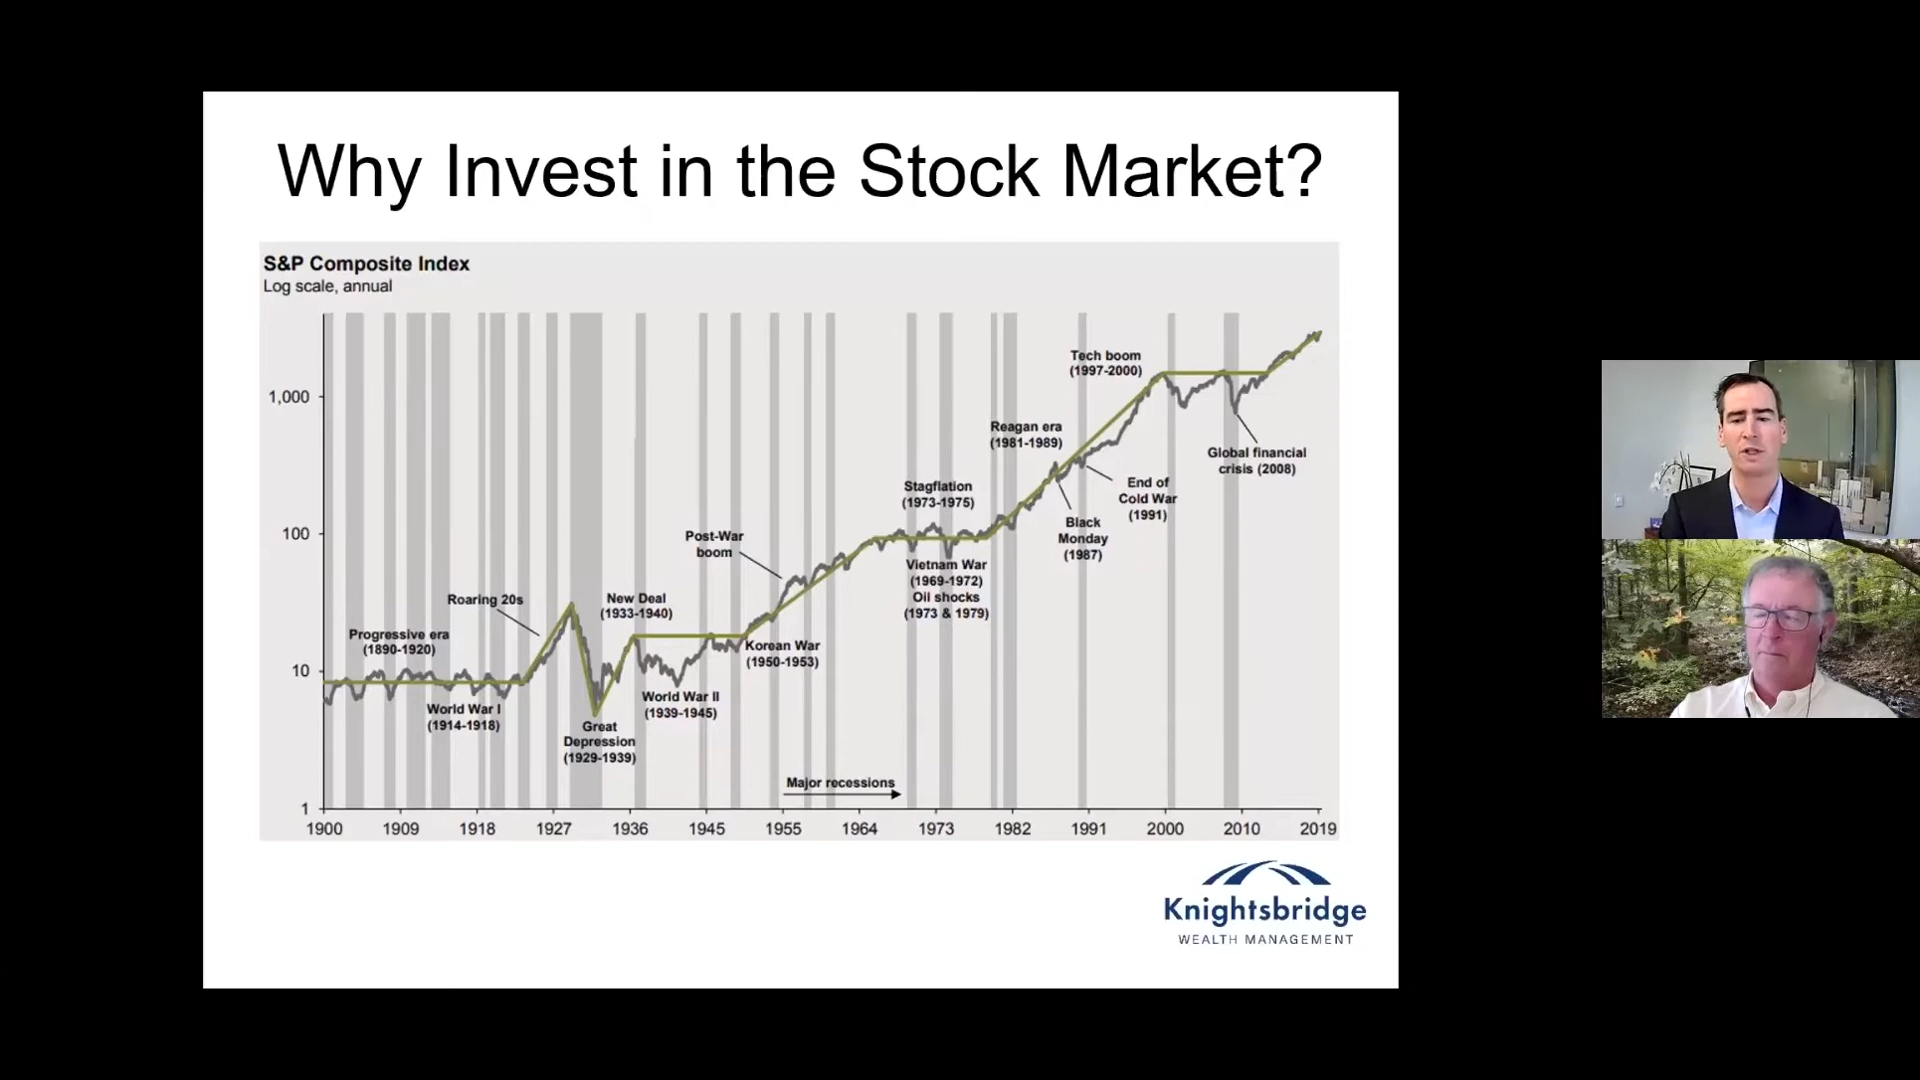 Why Invest in the Stock Market?
S&P Composite Index
Log scale, annual
1,000
100
10
1
Progressive era
(1890-1920)
World War I
(1914-1918)
Roaring 20s
Great
Depression
(1929-1939)
New Deal
(1933-1940)
World War II
(1939-1945)
Post-War
boom
Korean War
(1950-1953)
Stagflation
(1973-1975)
Vietnam War
(1969-1972)
Oil shocks
(1973 & 1979)
Reagan era
(1981-1989)
Black
Monday
(1987)
End of
Cold War
(1991)
Tech boom
(1997-2000)
Global financial
crisis (2008)
Major recessions
1900 1909 1918 1927 1936 1945 1955 1964 1973 1982 1991 2000 2010 2019
Knightsbridge
WEALTH MANAGEMENT